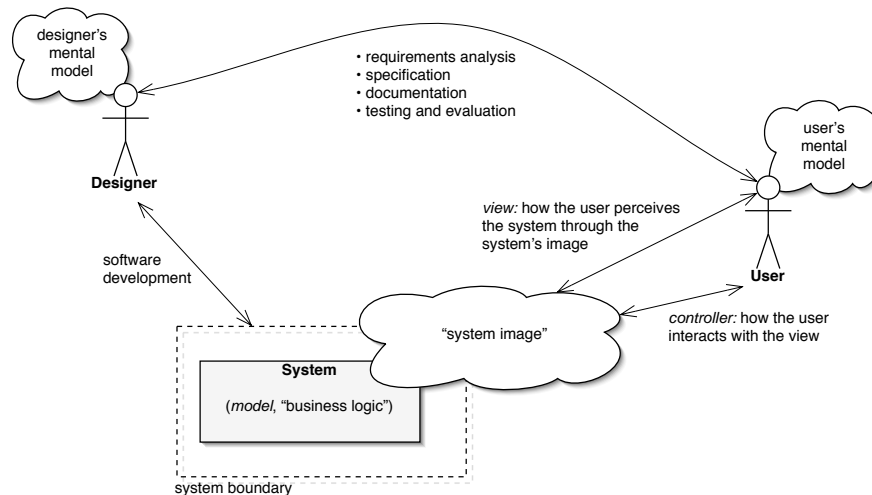 designer's
mental
model
• requirements analysis
• specification
• documentation
• testing and evaluation
user's
mental
model
Designer
view: how the user perceives
the system through the
system's image
software
development
User
"system image"
controller: how the user
interacts with the view
System
(model, "business logic")
system boundary